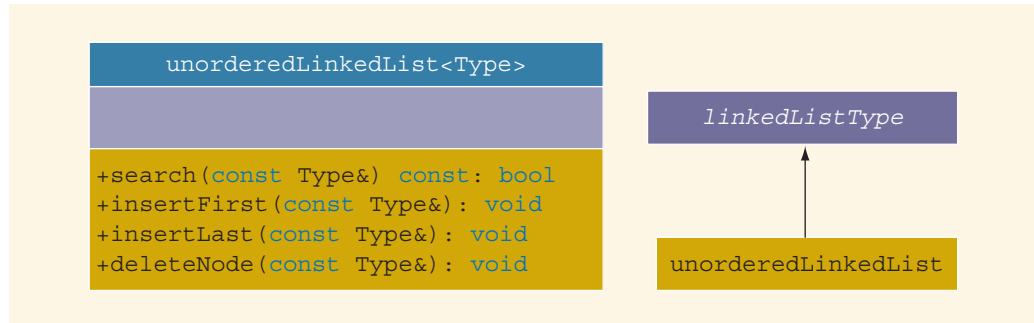 unorderedLinkedList<Type>
+search(const Type&) const: bool
+insertFirst(const Type&): void
+insertLast(const Type&): void
+deleteNode(const Type&): void
linkedListType
unorderedLinkedList